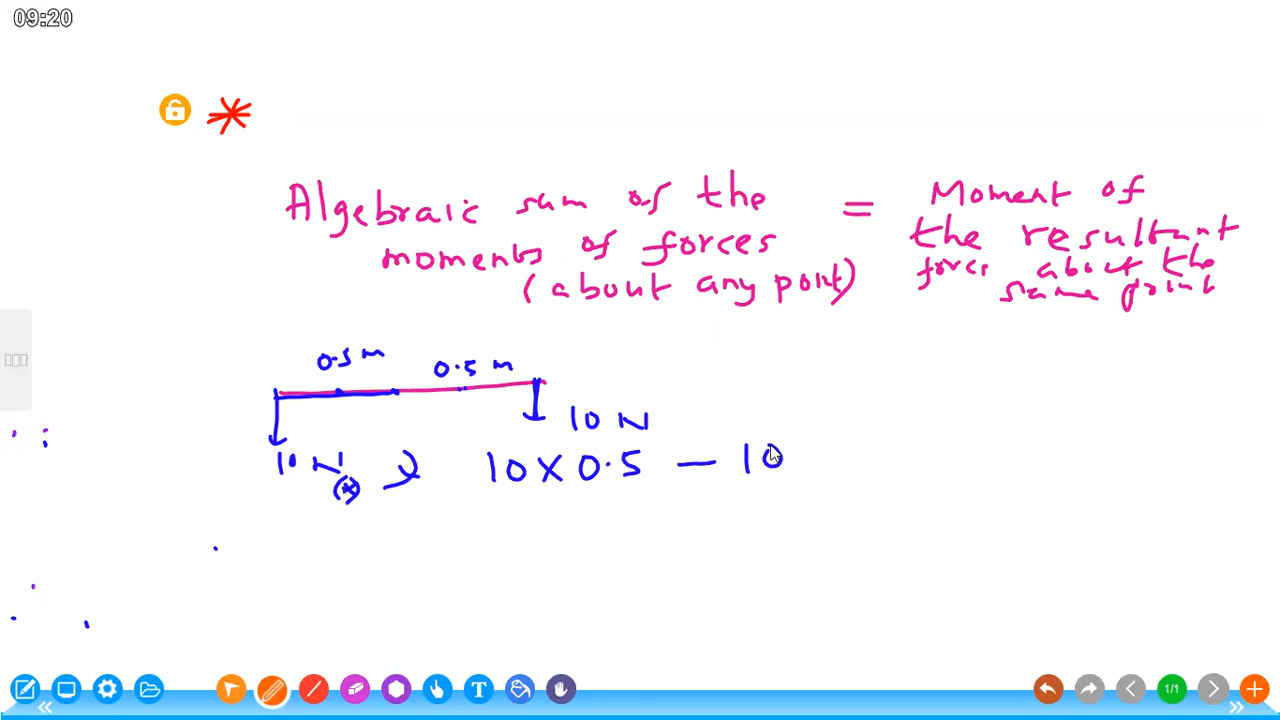 09:20
Algebraic sum of the = Moment of
moments of forces the resultant
(about any point) force about the
same point
0.5 m 0.5 m
10 N
10 N 10 × 0.5 — 10
1/1